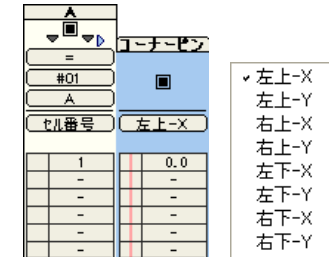 A
=
#01
A
セル番号
1
-
-
-
-
コーナーピン
左上-X
0.0
-
-
-
-
左上-X
左上-Y
右上-X
右上-Y
左下-X
左下-Y
右下-X
右下-Y